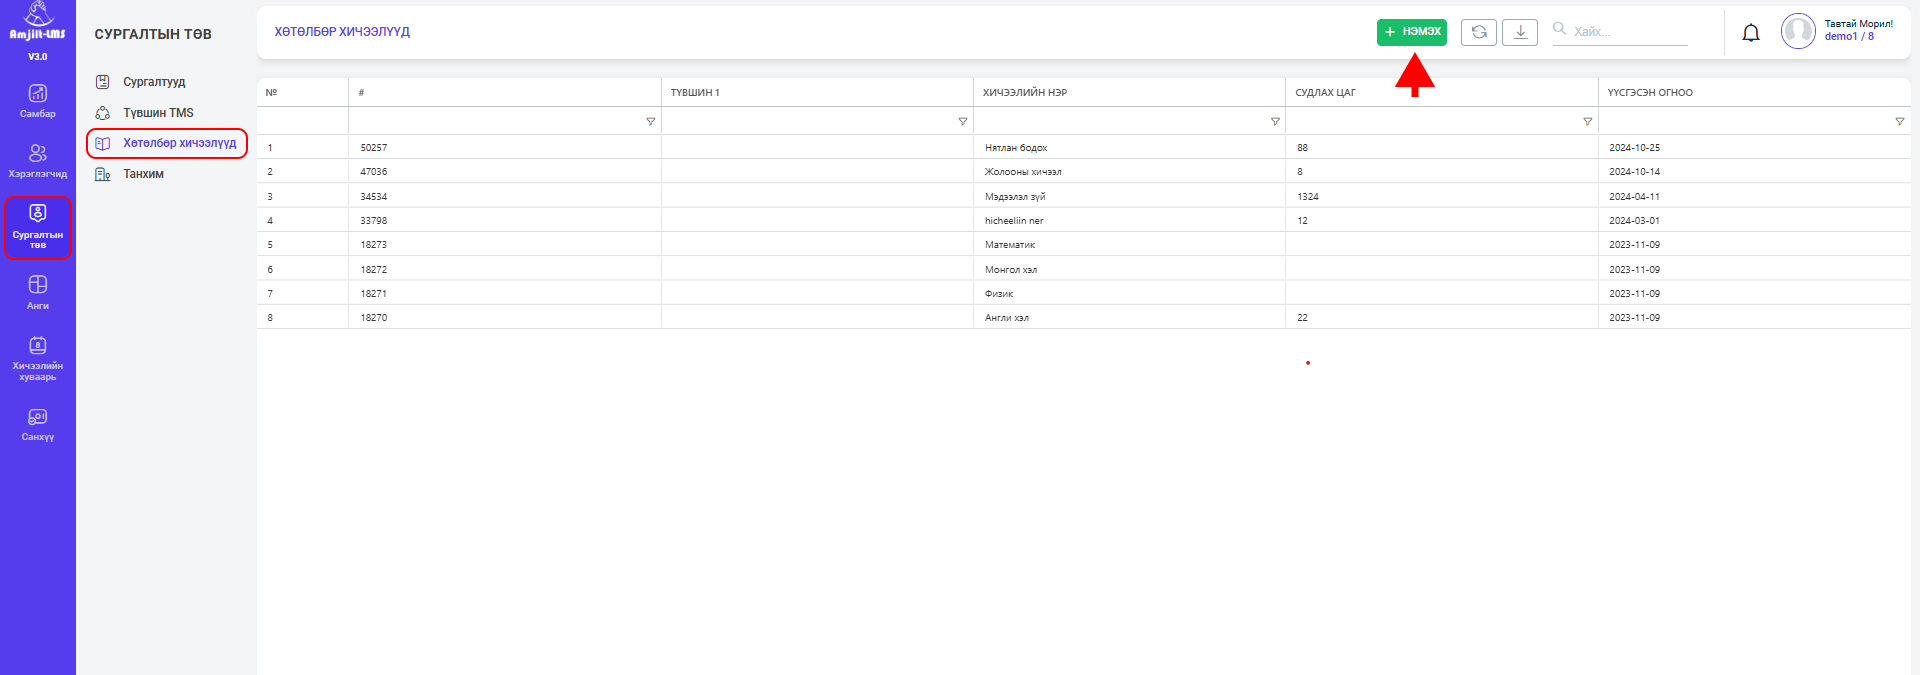 Amjilt-LMS
V3.0
Самбар
Хэрэглэгчид
Сургалтын
төв
Анги
8
Хичээлийн
хуваарь
Санхүү
СУРГАЛТЫН ТӨВ
Сургалтууд
Түвшин TMS
Хөтөлбөр хичээлүүд
Танхим
ХӨТӨЛБӨР ХИЧЭЭЛҮҮД
+ НЭМЭХ
Хайх...
Тавтай Морил!
demo1 / 8
№ # ТҮВШИН 1 ХИЧЭЭЛИЙН НЭР СУДЛАХ ЦАГ ҮҮСГЭСЭН ОГНОО
1 50257 Нятлан бодох 88 2024-10-25
2 47036 Жолооны хичээл 8 2024-10-14
3 34534 Мэдээлэл зүй 1324 2024-04-11
4 33798 hicheeliin ner 12 2024-03-01
5 18273 Математик 2023-11-09
6 18272 Монгол хэл 2023-11-09
7 18271 Физик 2023-11-09
8 18270 Англи хэл 22 2023-11-09